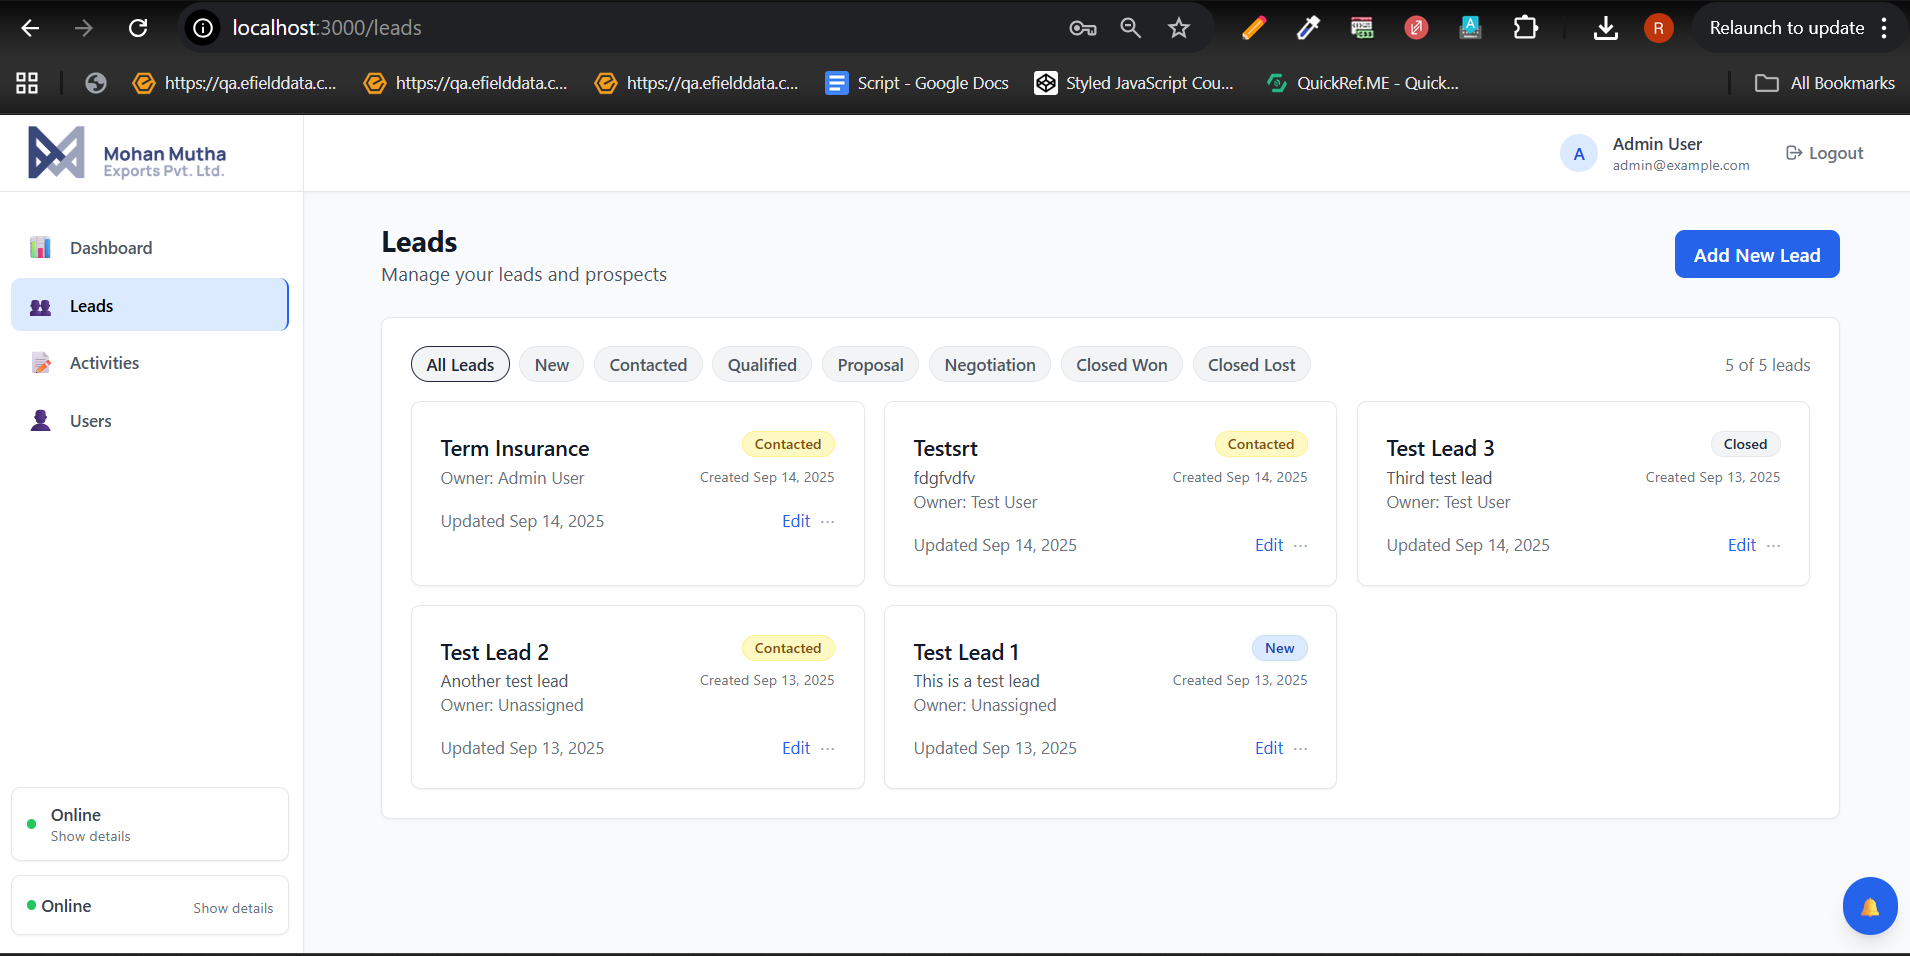 localhost:3000/leads
R
Relaunch to update
https://qa.efielddata.c...
https://qa.efielddata.c...
https://qa.efielddata.c...
Script - Google Docs
Styled JavaScript Cou...
QuickRef.ME - Quick...
All Bookmarks
Mohan Mutha
Exports Pvt. Ltd.
A
Admin User
admin@example.com
Logout
Dashboard
Leads
Activities
Users
Online
Show details
Online
Show details
Leads
Manage your leads and prospects
Add New Lead
All Leads
New
Contacted
Qualified
Proposal
Negotiation
Closed Won
Closed Lost
5 of 5 leads
Term Insurance
Contacted
Owner: Admin User
Created Sep 14, 2025
Updated Sep 14, 2025
Edit ...
Testsrt
Contacted
fdgfvdfv
Created Sep 14, 2025
Owner: Test User
Updated Sep 14, 2025
Edit ...
Test Lead 3
Closed
Third test lead
Created Sep 13, 2025
Owner: Test User
Updated Sep 14, 2025
Edit ...
Test Lead 2
Contacted
Another test lead
Created Sep 13, 2025
Owner: Unassigned
Updated Sep 13, 2025
Edit ...
Test Lead 1
New
This is a test lead
Created Sep 13, 2025
Owner: Unassigned
Updated Sep 13, 2025
Edit ...